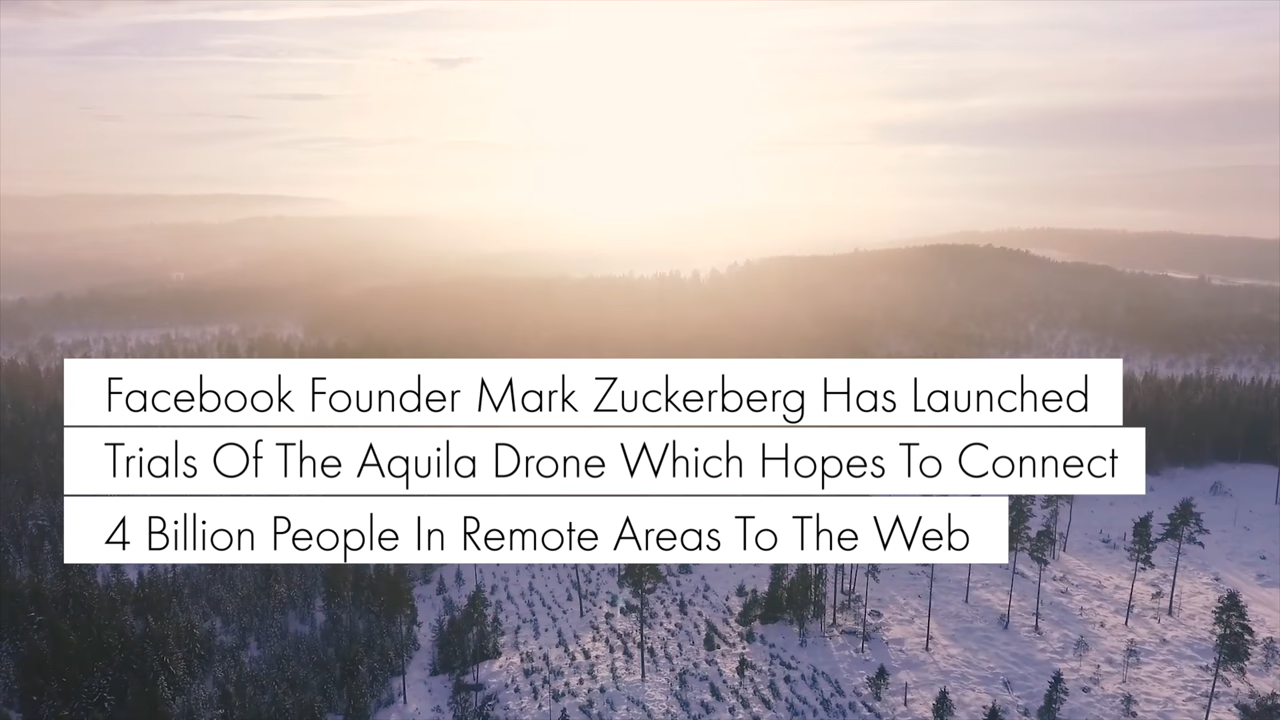 Facebook Founder Mark Zuckerberg Has Launched
Trials Of The Aquila Drone Which Hopes To Connect
4 Billion People In Remote Areas To The Web